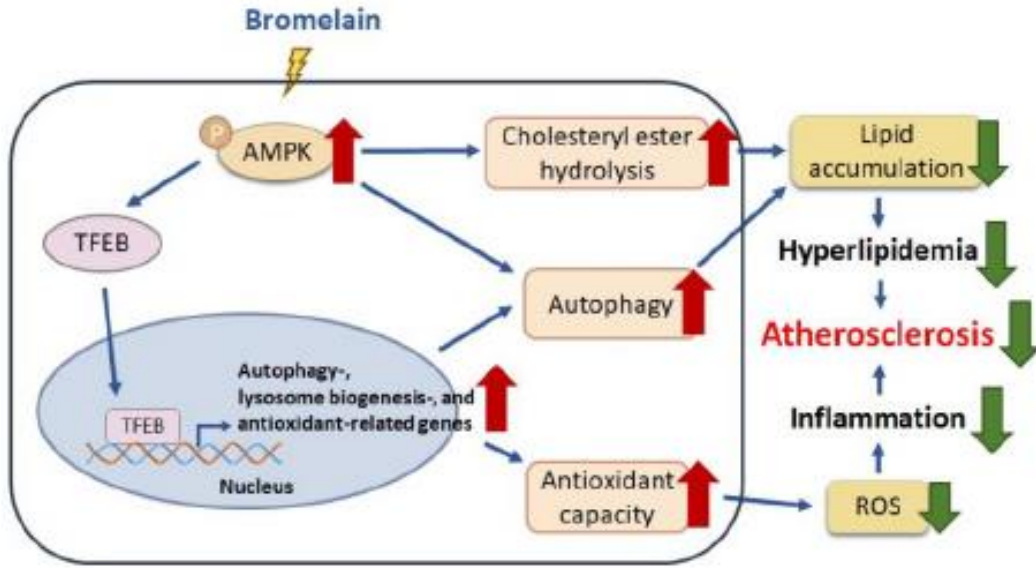 Bromelain
P
AMPK
Cholesteryl ester
hydrolysis
Lipid
accumulation
TFEB
Hyperlipidemia
Autophagy
Atherosclerosis
Autophagy-,
lysosome biogenesis-, and
antioxidant-related genes
TFEB
Inflammation
Nucleus
Antioxidant
capacity
ROS